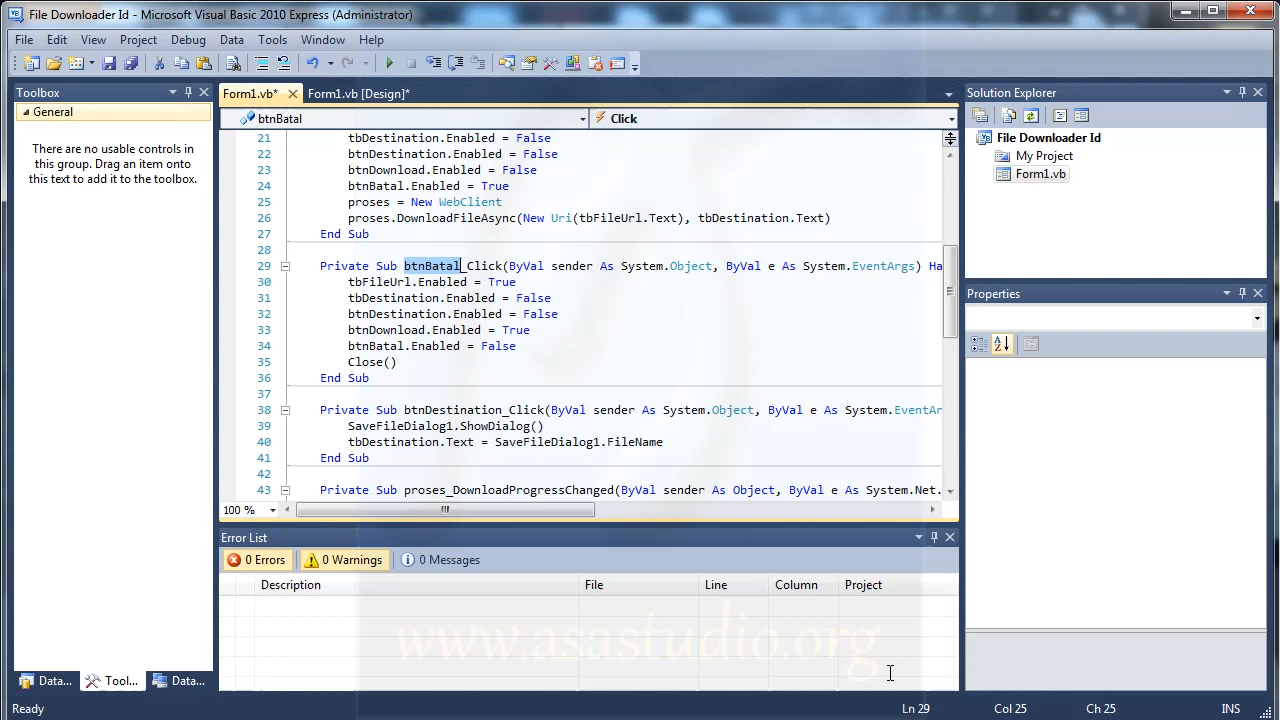 File Downloader Id - Microsoft Visual Basic 2010 Express (Administrator)
File Edit View Project Debug Data Tools Window Help
Toolbox
General
There are no usable controls in
this group. Drag an item onto
this text to add it to the toolbox.
Data...
Tool...
Data...
Form1.vb*
Form1.vb [Design]*
btnBatal
Click
21 tbDestination.Enabled = False
22 btnDestination.Enabled = False
23 btnDownload.Enabled = False
24 btnBatal.Enabled = True
25 proses = New WebClient
26 proses.DownloadFileAsync(New Uri(tbFileUrl.Text), tbDestination.Text)
27 End Sub
28
29 Private Sub btnBatal_Click(ByVal sender As System.Object, ByVal e As System.EventArgs) Ha
30 tbFileUrl.Enabled = True
31 tbDestination.Enabled = False
32 btnDestination.Enabled = False
33 btnDownload.Enabled = True
34 btnBatal.Enabled = False
35 Close()
36 End Sub
37
38 Private Sub btnDestination_Click(ByVal sender As System.Object, ByVal e As System.EventAr
39 SaveFileDialog1.ShowDialog()
40 tbDestination.Text = SaveFileDialog1.FileName
41 End Sub
42
43 Private Sub proses_DownloadProgressChanged(ByVal sender As Object, ByVal e As System.Net.
100 %
Error List
0 Errors
0 Warnings
0 Messages
Description File Line Column Project
www.asastudio.org
Solution Explorer
File Downloader Id
My Project
Form1.vb
Properties
Ready
Ln 29 Col 25 Ch 25 INS